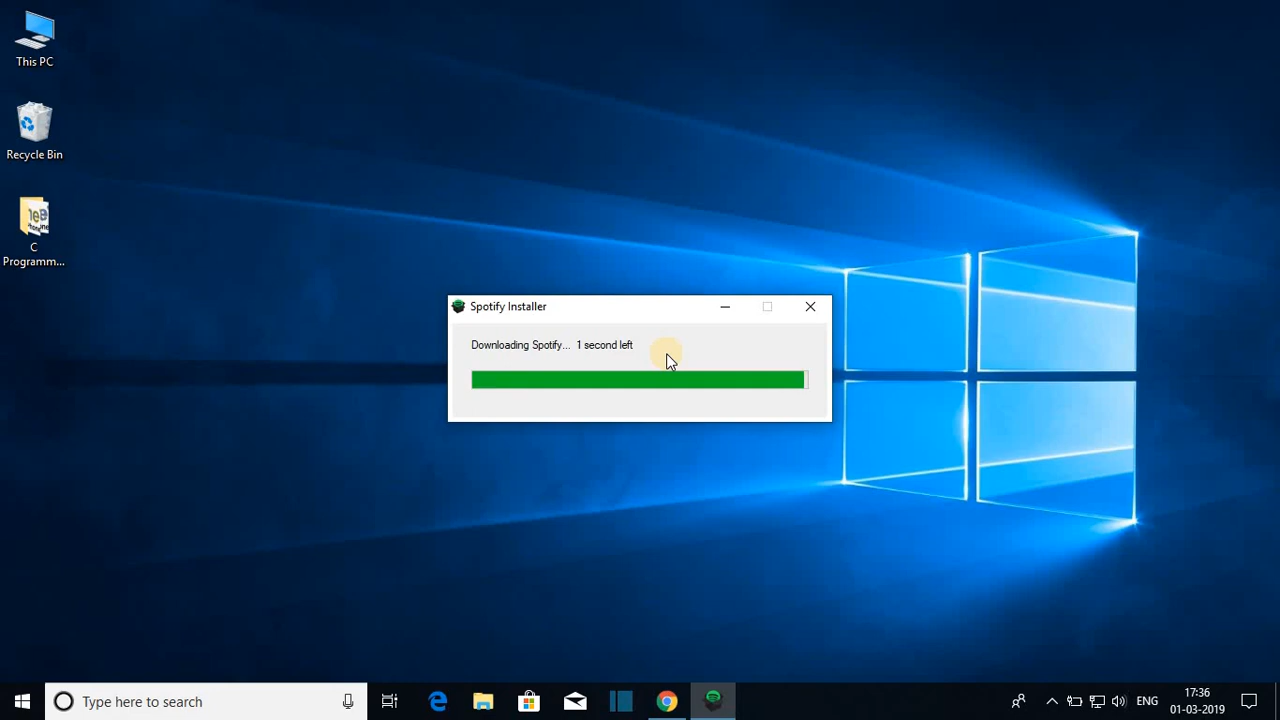 This PC
Recycle Bin
C
Programm...
Spotify Installer
Downloading Spotify... 1 second left
Type here to search
ENG
17:36
01-03-2019